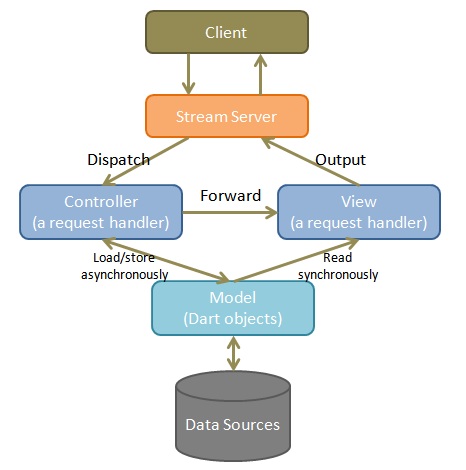 Client
Stream Server
Dispatch
Output
Controller
(a request handler)
Forward
View
(a request handler)
Load/store
asynchronously
Read
synchronously
Model
(Dart objects)
Data Sources